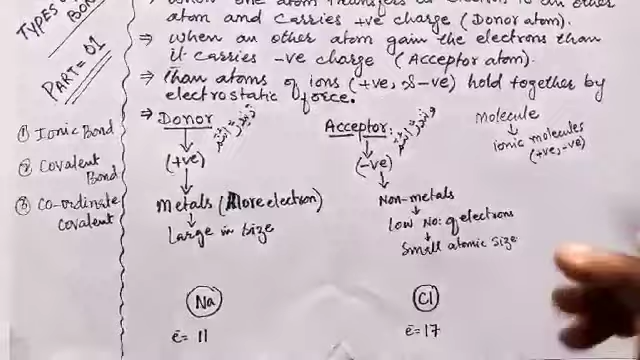 TYPES OF
BOND
PART = 01
① Ionic Bond
② Covalent
Bond
③ Co-ordinate
Covalent
atom and carries +ve charge (Donor atom).
⇒ When an other atom gain the electrons than
it carries -ve charge (Acceptor atom).
⇒ Than atoms of ions (+ve, & -ve) hold together by
electrostatic force.
⇒ Donor
(+ve)
Metals (More electron)
Large in size
Acceptor
(-ve)
Non-metals
Low No: of electrons
Small atomic size
Molecule
ionic molecules
(+ve, -ve)
Na
ē = 11
Cl
ē = 17